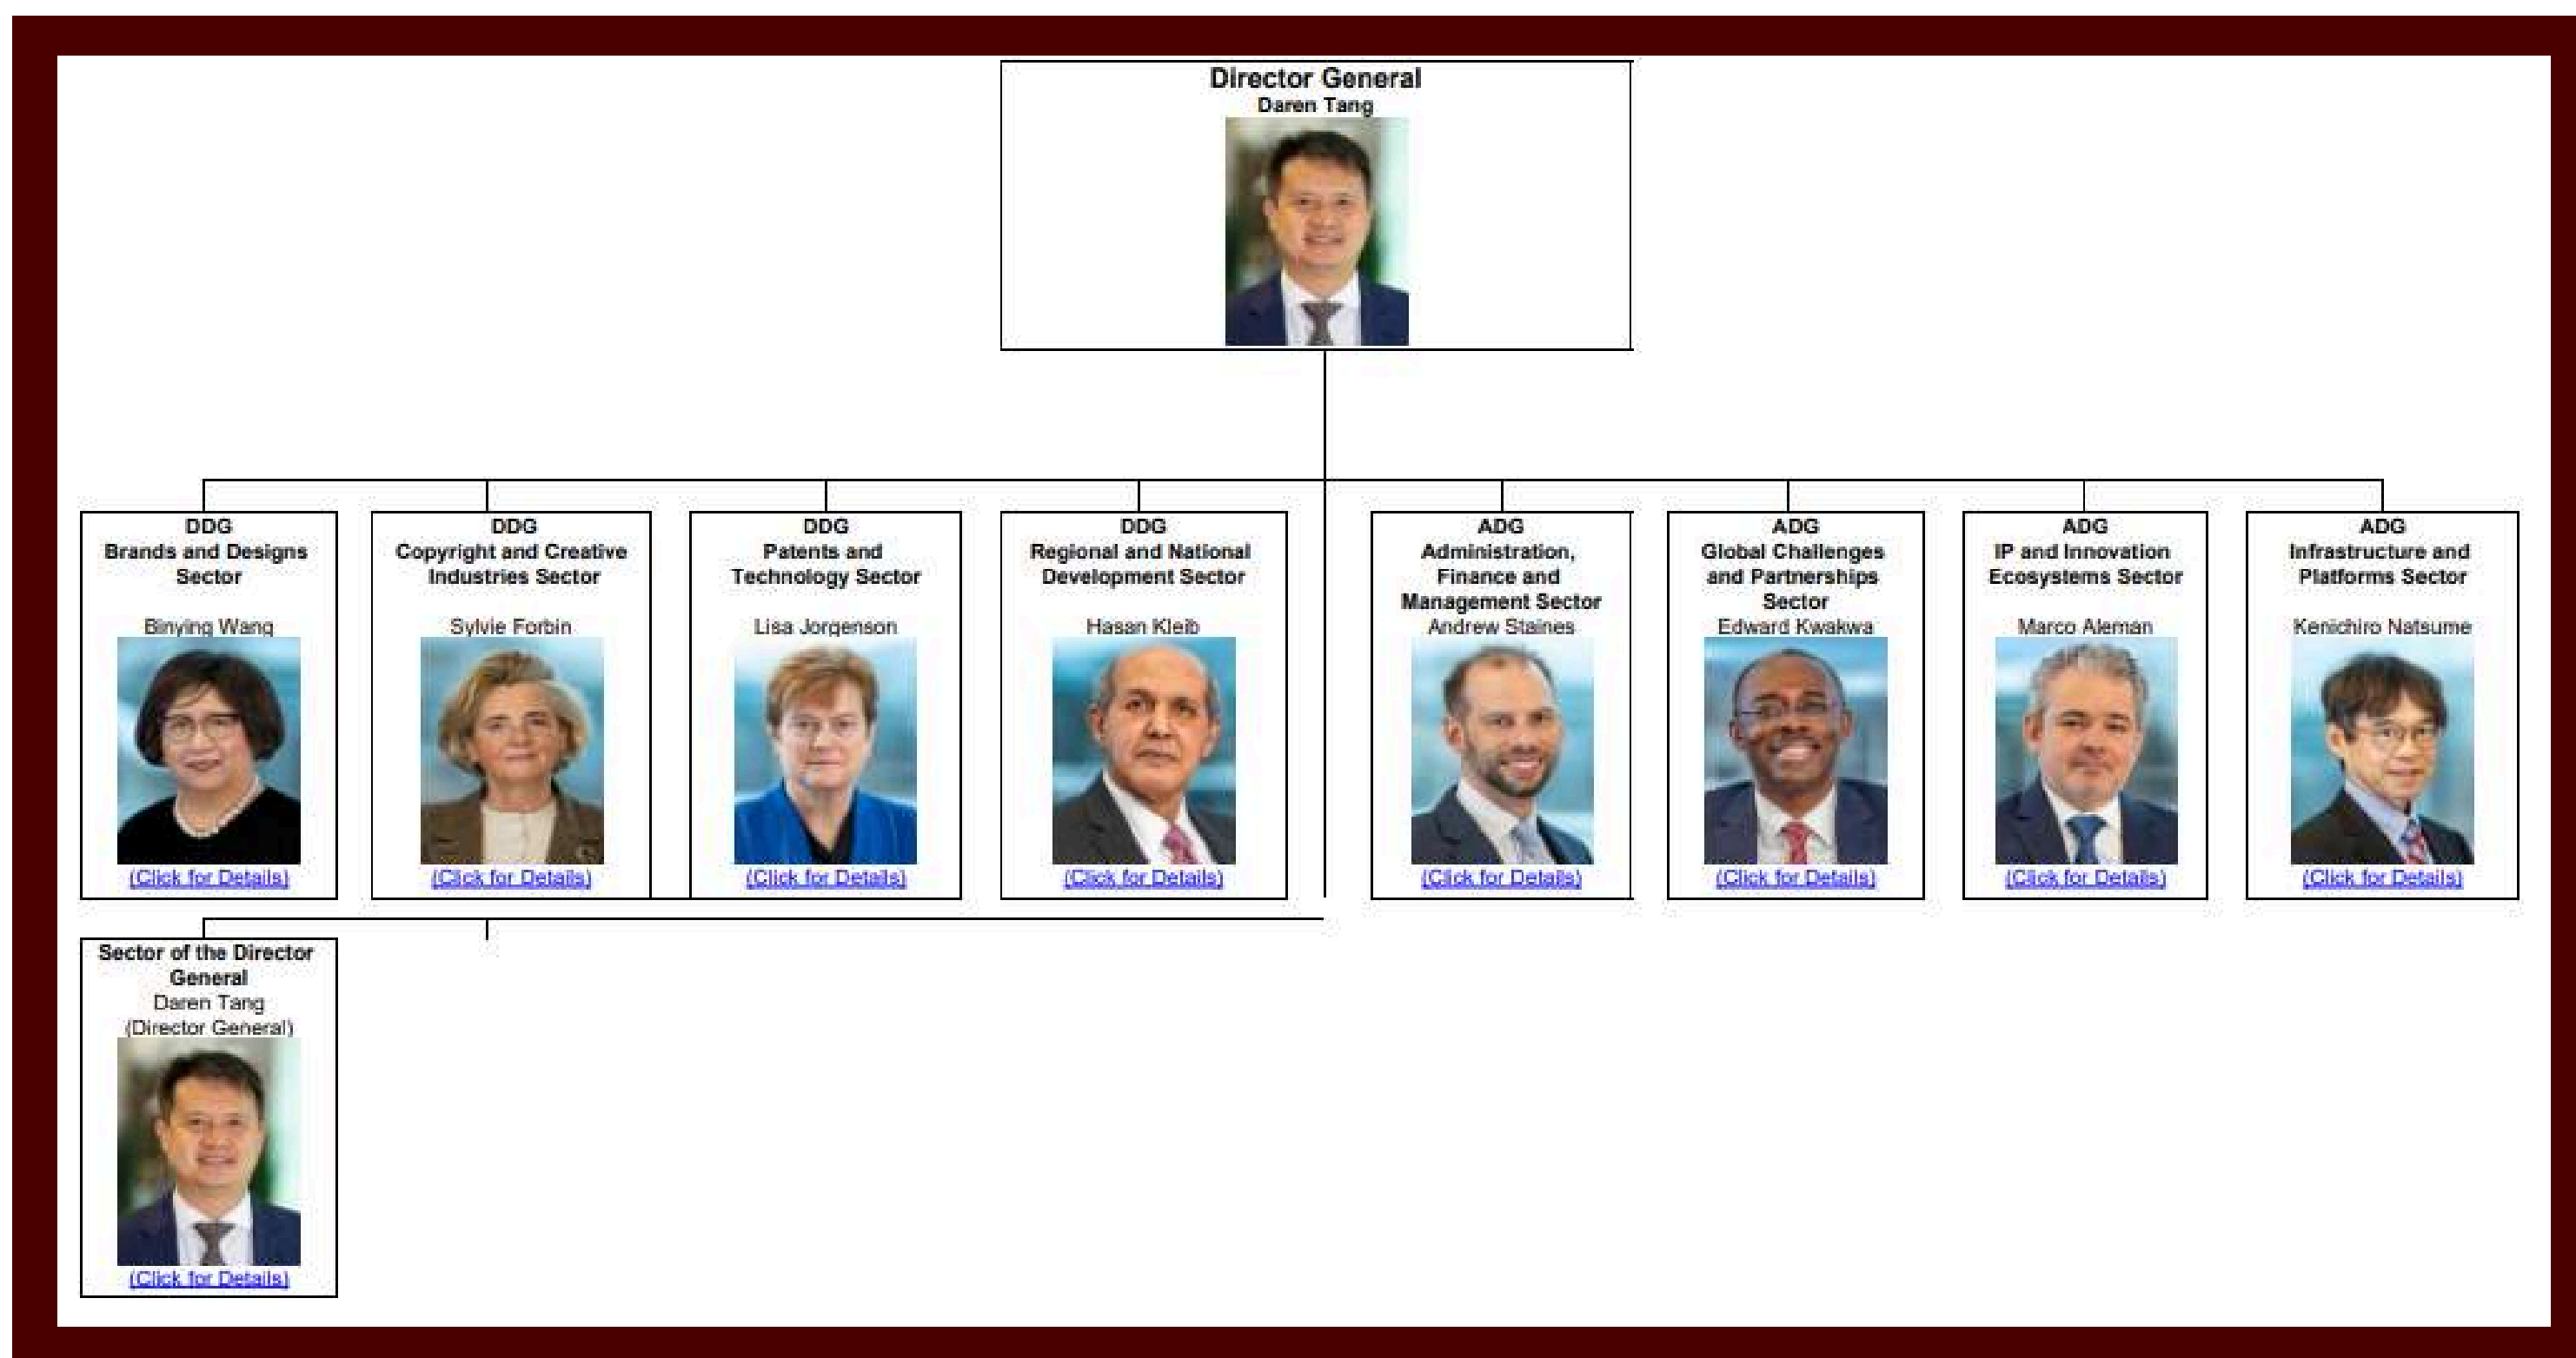 Director General
Daren Tang
DDG
Brands and Designs
Sector
Binying Wang
(Click for Details)
DDG
Copyright and Creative
Industries Sector
Sylvie Forbin
(Click for Details)
DDG
Patents and
Technology Sector
Lisa Jorgenson
(Click for Details)
DDG
Regional and National
Development Sector
Hasan Kleib
(Click for Details)
ADG
Administration,
Finance and
Management Sector
Andrew Staines
(Click for Details)
ADG
Global Challenges
and Partnerships
Sector
Edward Kwakwa
(Click for Details)
ADG
IP and Innovation
Ecosystems Sector
Marco Aleman
(Click for Details)
ADG
Infrastructure and
Platforms Sector
Kenichiro Natsume
(Click for Details)
Sector of the Director
General
Daren Tang
(Director General)
(Click for Details)